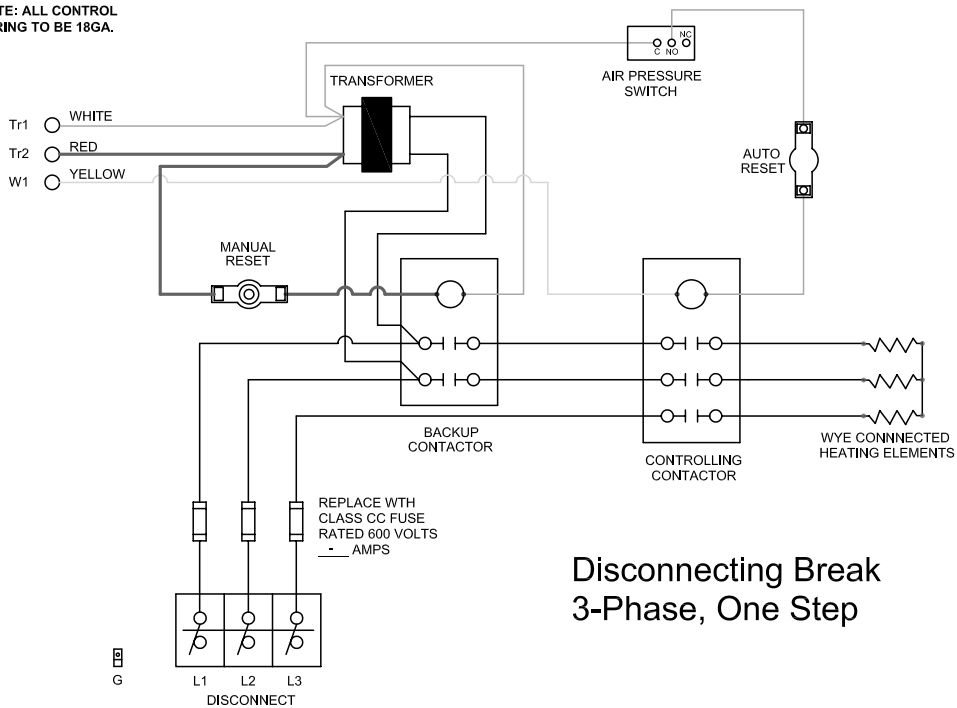 TE: ALL CONTROL
RING TO BE 18GA.
NC
C NO
AIR PRESSURE
SWITCH
TRANSFORMER
Tr1 WHITE
Tr2 RED
W1 YELLOW
AUTO
RESET
MANUAL
RESET
BACKUP
CONTACTOR
CONTROLLING
CONTACTOR
WYE CONNNECTED
HEATING ELEMENTS
REPLACE WTH
CLASS CC FUSE
RATED 600 VOLTS
- AMPS
Disconnecting Break
3-Phase, One Step
G L1 L2 L3
DISCONNECT